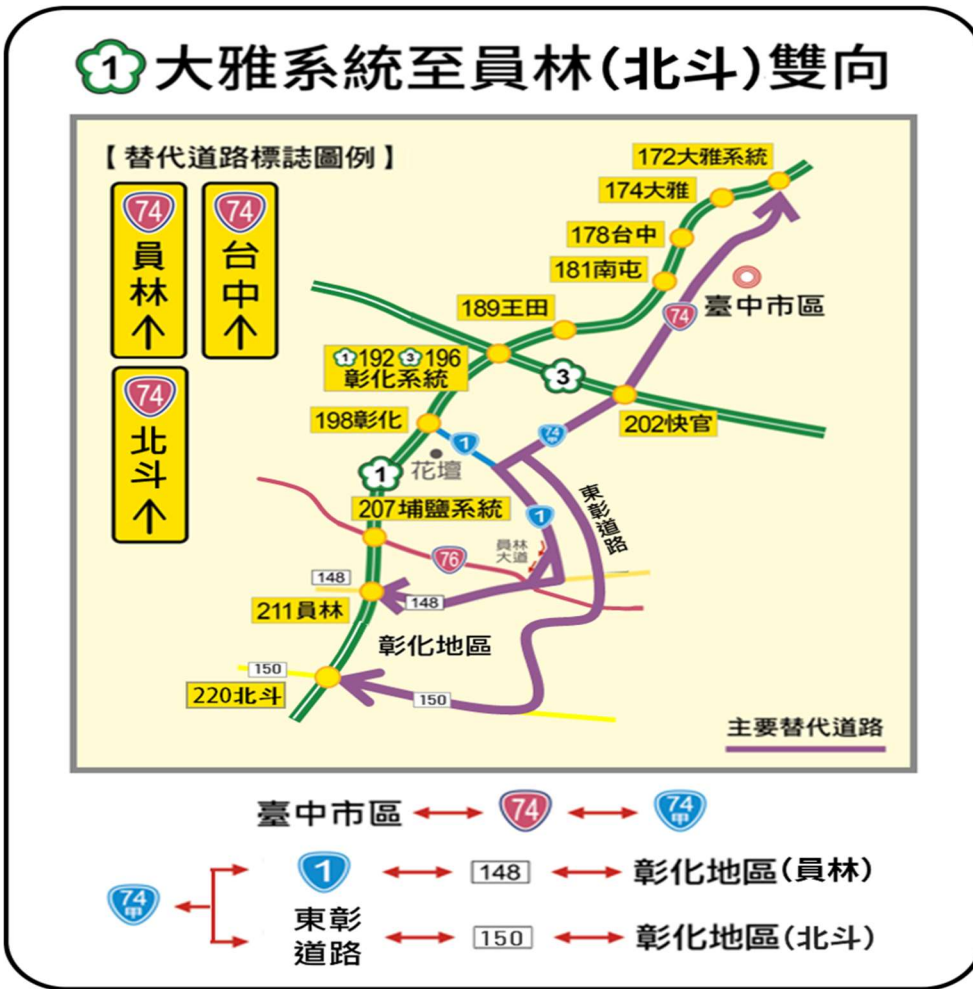 1 大雅系統至員林(北斗)雙向
【替代道路標誌圖例】
74
員林
↑
74
台中
↑
74
北斗
↑
172大雅系統
174大雅
178台中
181南屯
臺中市區
74
189王田
1 192 3 196
彰化系統
3
202快官
198彰化
1
74甲
花壇
1
東彰道路
207埔鹽系統
1
員林
大道
76
148
148
211員林
彰化地區
150
150
220北斗
主要替代道路
臺中市區 ↔ 74 ↔ 74甲
74甲
1 ↔ 148 ↔ 彰化地區(員林)
東彰
道路 ↔ 150 ↔ 彰化地區(北斗)